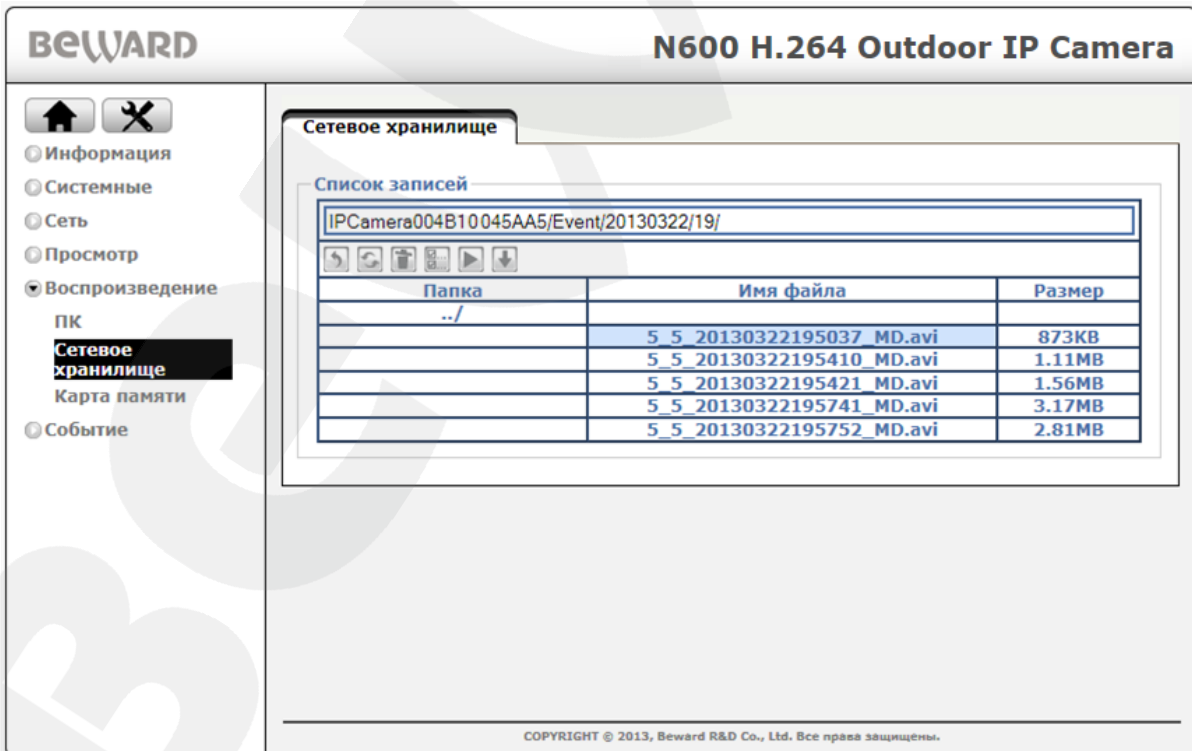 BEWARD
N600 H.264 Outdoor IP Camera
Информация
Системные
Сеть
Просмотр
Воспроизведение
ПК
Сетевое
хранилище
Карта памяти
Событие
Сетевое хранилище
Список записей
IPCamera004B10045AA5/Event/20130322/19/
Папка Имя файла Размер
../
5_5_20130322195037_MD.avi 873KB
5_5_20130322195410_MD.avi 1.11MB
5_5_20130322195421_MD.avi 1.56MB
5_5_20130322195741_MD.avi 3.17MB
5_5_20130322195752_MD.avi 2.81MB
COPYRIGHT © 2013, Beward R&D Co., Ltd. Все права защищены.